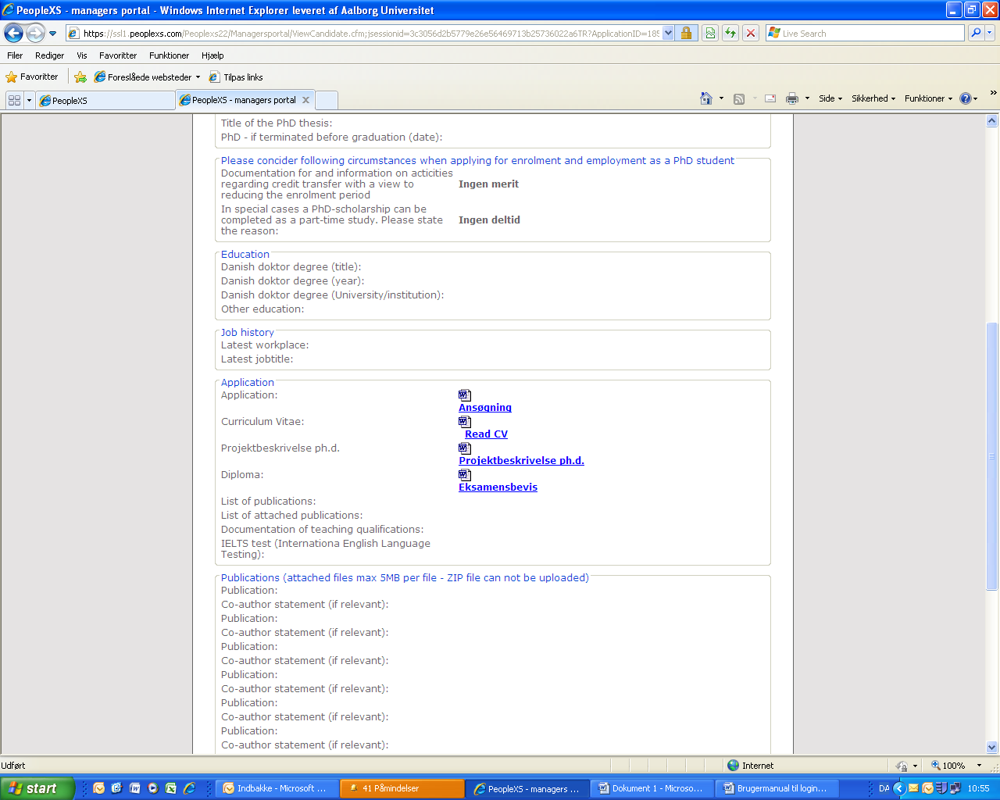 PeopleXS - managers portal - Windows Internet Explorer leveret af Aalborg Universitet
https://ssl1.peoplexs.com/Peoplexs22/Managersportal/ViewCandidate.cfm;jsessionid=3c3056d2b5779e26e56469713b25736022a6TR?ApplicationID=185
Live Search
Filer Rediger Vis Favoritter Funktioner Hjælp
Favoritter Foreslåede websteder Tilpas links
PeopleXS PeopleXS - managers portal Side Sikkerhed Funktioner
Title of the PhD thesis:
PhD - if terminated before graduation (date):
Please concider following circumstances when applying for enrolment and employment as a PhD student
Documentation for and information on acticities
regarding credit transfer with a view to Ingen merit
reducing the enrolment period
In special cases a PhD-scholarship can be
completed as a part-time study. Please state Ingen deltid
the reason:
Education
Danish doktor degree (title):
Danish doktor degree (year):
Danish doktor degree (University/institution):
Other education:
Job history
Latest workplace:
Latest jobtitle:
Application
Application:
Ansøgning
Curriculum Vitae:
Read CV
Projektbeskrivelse ph.d.
Projektbeskrivelse ph.d.
Diploma:
Eksamensbevis
List of publications:
List of attached publications:
Documentation of teaching qualifications:
IELTS test (Internationa English Language
Testing):
Publications (attached files max 5MB per file - ZIP file can not be uploaded)
Publication:
Co-author statement (if relevant):
Publication:
Co-author statement (if relevant):
Publication:
Co-author statement (if relevant):
Publication:
Co-author statement (if relevant):
Publication:
Co-author statement (if relevant):
Publication:
Co-author statement (if relevant):
Udført Internet 100%
start Indbakke - Microsoft ... 41 Påmindelser PeopleXS - managers ... Dokument 1 - Microso... Brugermanual til login... DA 10:55